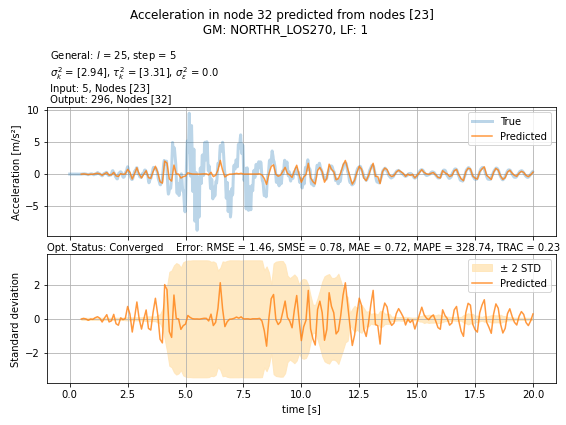 Acceleration in node 32 predicted from nodes [23]
GM: NORTHR_LOS270, LF: 1
General: l = 25, step = 5
σ²ₖ = [2.94], τ²ₖ = [3.31], σ²ε = 0.0
Input: 5, Nodes [23]
Output: 296, Nodes [32]
Acceleration [m/s²]
10
5
0
−5
True
Predicted
Opt. Status: Converged Error: RMSE = 1.46, SMSE = 0.78, MAE = 0.72, MAPE = 328.74, TRAC = 0.23
Standard deviation
2
0
−2
± 2 STD
Predicted
0.0 2.5 5.0 7.5 10.0 12.5 15.0 17.5 20.0
time [s]